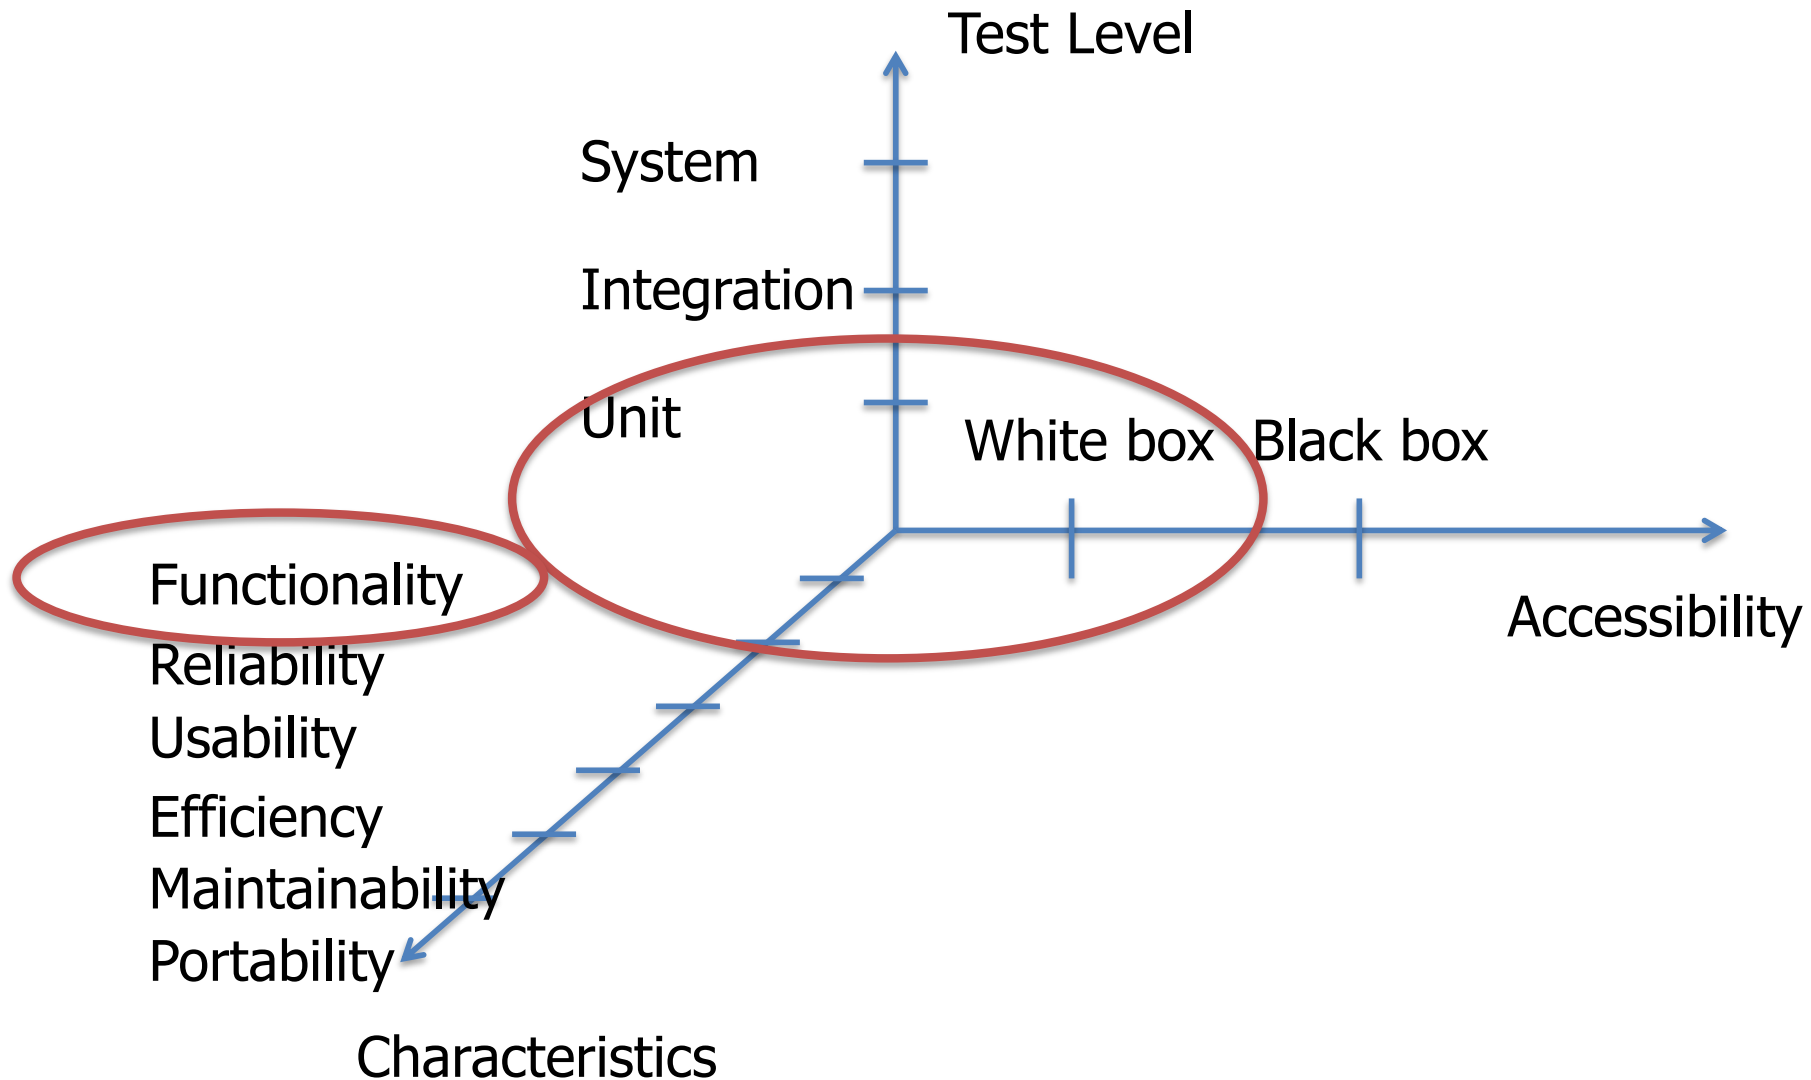 Test Level
System
Integration
Unit
White box
Black box
Functionality
Accessibility
Reliability
Usability
Efficiency
Maintainability
Portability
Characteristics